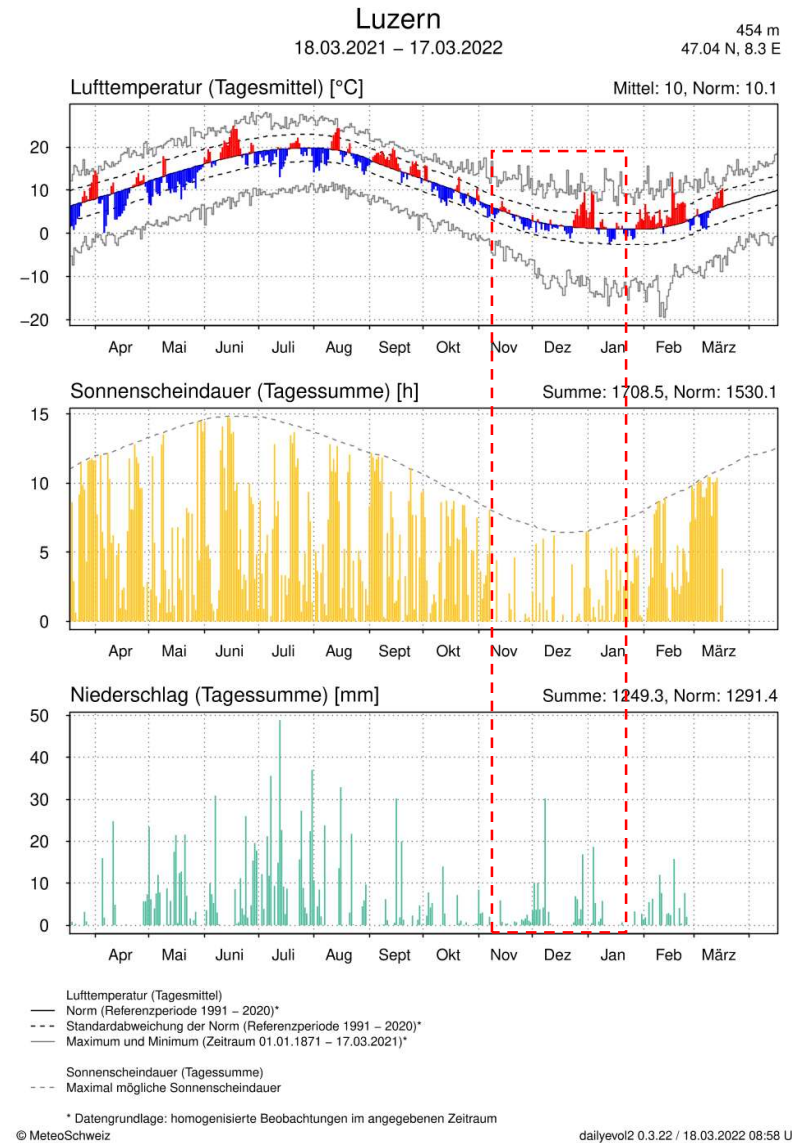 Luzern
18.03.2021 − 17.03.2022
454 m
47.04 N, 8.3 E
Lufttemperatur (Tagesmittel) [°C]
Mittel: 10, Norm: 10.1
20
10
0
−10
−20
Apr Mai Juni Juli Aug Sept Okt Nov Dez Jan Feb März
Sonnenscheindauer (Tagessumme) [h]
Summe: 1708.5, Norm: 1530.1
15
10
5
0
Apr Mai Juni Juli Aug Sept Okt Nov Dez Jan Feb März
Niederschlag (Tagessumme) [mm]
Summe: 1249.3, Norm: 1291.4
50
40
30
20
10
0
Apr Mai Juni Juli Aug Sept Okt Nov Dez Jan Feb März
Lufttemperatur (Tagesmittel)
Norm (Referenzperiode 1991 − 2020)*
Standardabweichung der Norm (Referenzperiode 1991 − 2020)*
Maximum und Minimum (Zeitraum 01.01.1871 − 17.03.2021)*
Sonnenscheindauer (Tagessumme)
Maximal mögliche Sonnenscheindauer
* Datengrundlage: homogenisierte Beobachtungen im angegebenen Zeitraum
© MeteoSchweiz
dailyevol2 0.3.22 / 18.03.2022 08:58 U